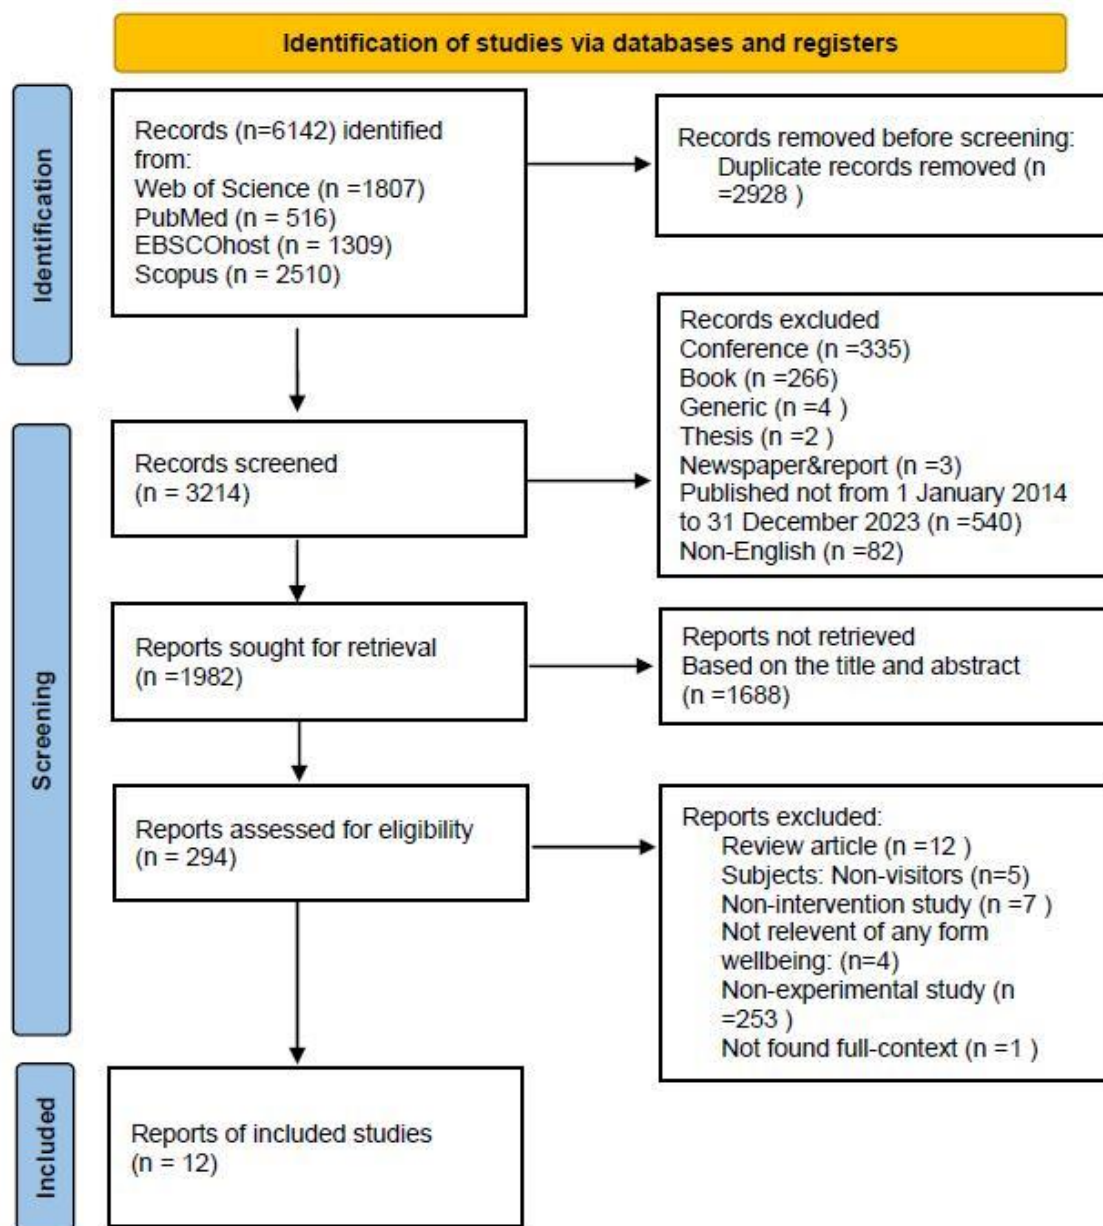 Identification of studies via databases and registers
Identification
Records (n=6142) identified
from:
Web of Science (n =1807)
PubMed (n = 516)
EBSCOhost (n = 1309)
Scopus (n = 2510)
Records removed before screening:
Duplicate records removed (n
=2928 )
Screening
Records screened
(n = 3214)
Records excluded
Conference (n =335)
Book (n =266)
Generic (n =4 )
Thesis (n =2 )
Newspaper&report (n =3)
Published not from 1 January 2014
to 31 December 2023 (n =540)
Non-English (n =82)
Reports sought for retrieval
(n =1982)
Reports not retrieved
Based on the title and abstract
(n =1688)
Reports assessed for eligibility
(n = 294)
Reports excluded:
Review article (n =12 )
Subjects: Non-visitors (n=5)
Non-intervention study (n =7 )
Not relevent of any form
wellbeing: (n=4)
Non-experimental study (n
=253 )
Not found full-context (n =1 )
Included
Reports of included studies
(n = 12)